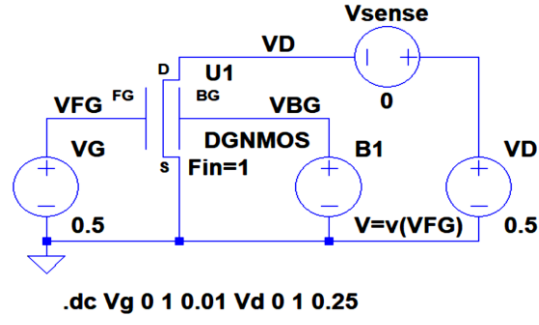 Vsense
VD
D
U1
VFG
FG
BG
VBG
0
VG
DGNMOS
B1
VD
S
Fin=1
0.5
V=v(VFG)
0.5
.dc Vg 0 1 0.01 Vd 0 1 0.25